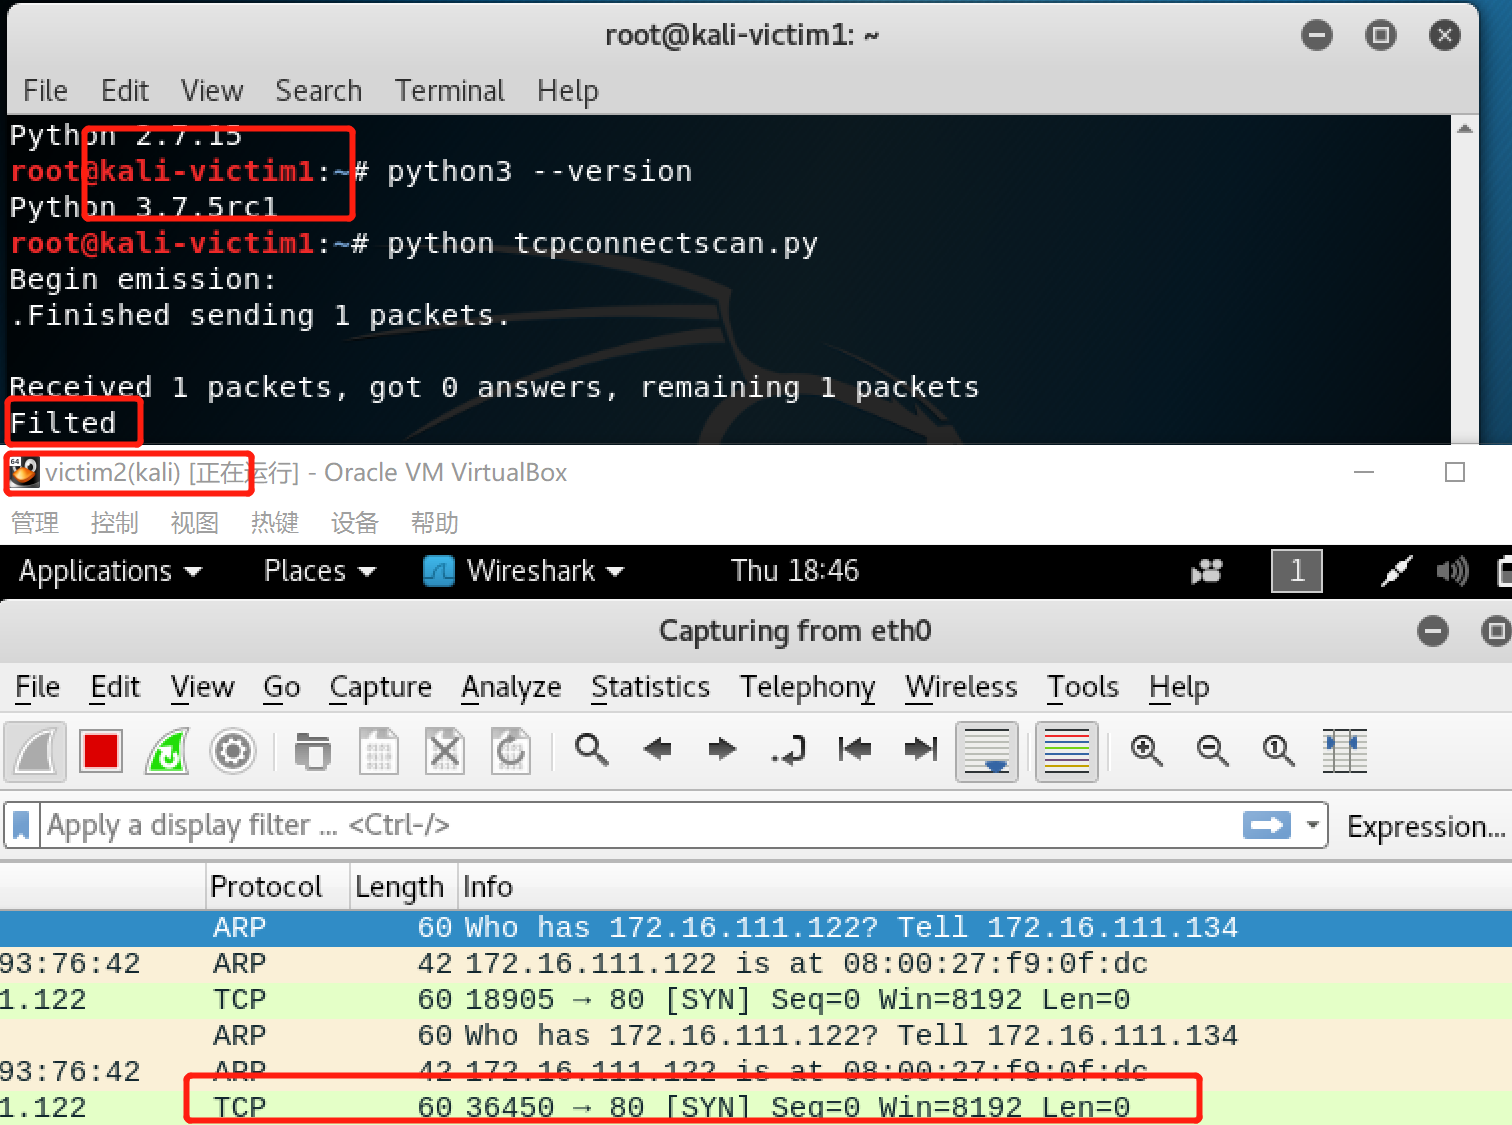 root@kali-victim1: ~
File Edit View Search Terminal Help
Python 2.7.15
root@kali-victim1:~# python3 --version
Python 3.7.5rc1
root@kali-victim1:~# python tcpconnectscan.py
Begin emission:
.Finished sending 1 packets.
Received 1 packets, got 0 answers, remaining 1 packets
Filted
victim2(kali) [正在运行] - Oracle VM VirtualBox
管理 控制 视图 热键 设备 帮助
Applications Places Wireshark Thu 18:46 1
Capturing from eth0
File Edit View Go Capture Analyze Statistics Telephony Wireless Tools Help
Apply a display filter ... <Ctrl-/> Expression...
Protocol Length Info
ARP 60 Who has 172.16.111.122? Tell 172.16.111.134
93:76:42 ARP 42 172.16.111.122 is at 08:00:27:f9:0f:dc
1.122 TCP 60 18905 → 80 [SYN] Seq=0 Win=8192 Len=0
ARP 60 Who has 172.16.111.122? Tell 172.16.111.134
93:76:42 ARP 42 172.16.111.122 is at 08:00:27:f9:0f:dc
1.122 TCP 60 36450 → 80 [SYN] Seq=0 Win=8192 Len=0